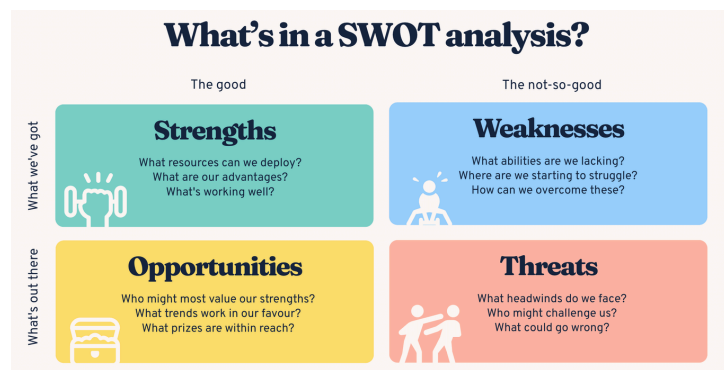 What's in a SWOT analysis?
The good
The not-so-good
What we've got
Strengths
What resources can we deploy?
What are our advantages?
What's working well?
Weaknesses
What abilities are we lacking?
Where are we starting to struggle?
How can we overcome these?
What's out there
Opportunities
Who might most value our strengths?
What trends work in our favour?
What prizes are within reach?
Threats
What headwinds do we face?
Who might challenge us?
What could go wrong?